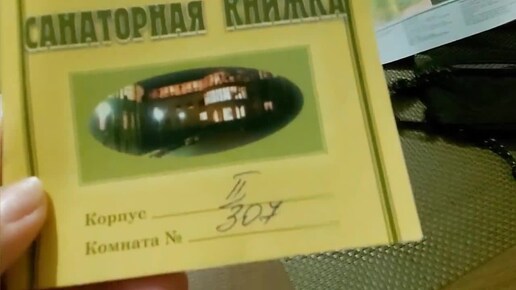 САНАТОРНАЯ КНИЖКА
Корпус II
Комната № 307